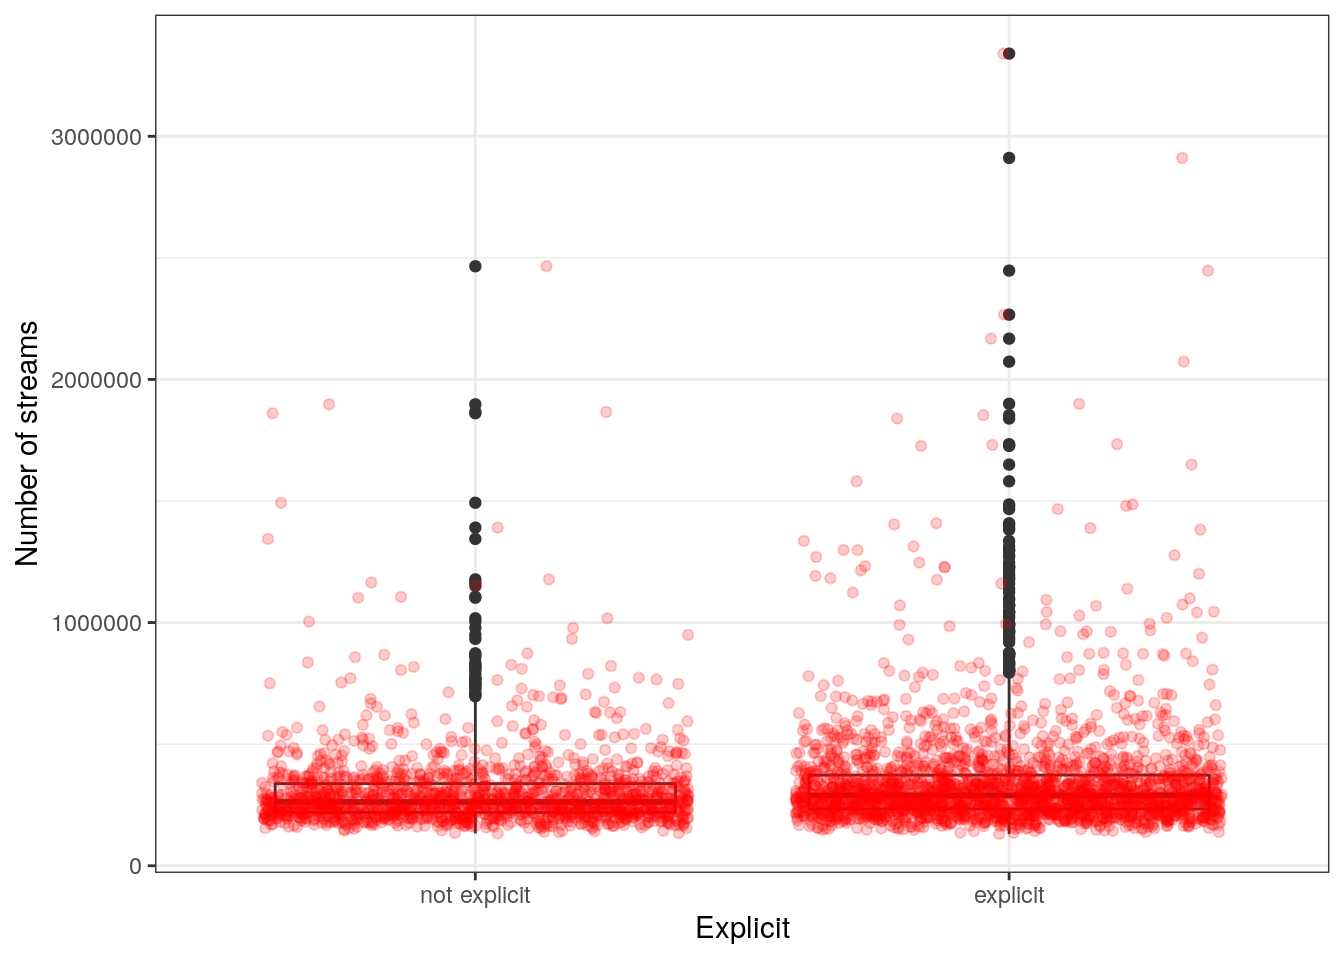 Number of streams
3000000
2000000
1000000
0
not explicit
explicit
Explicit